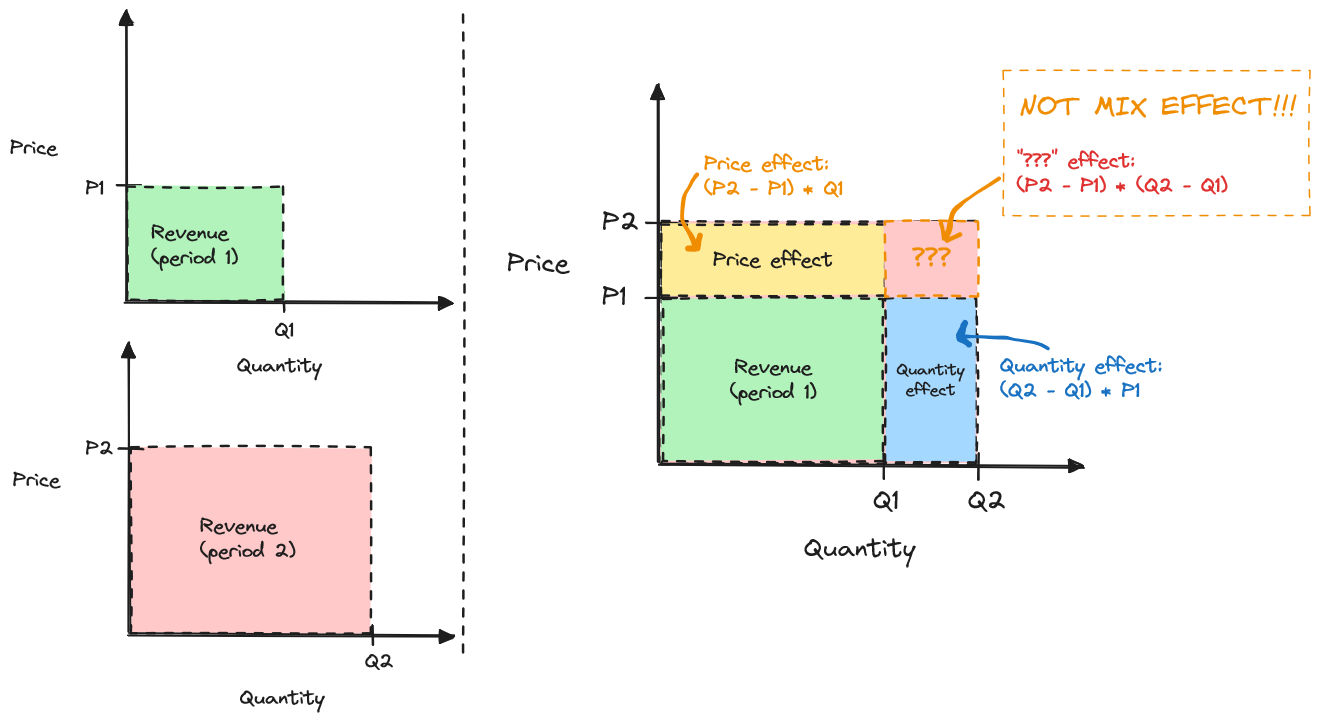 Price
P1
Revenue
(period 1)
Q1
Quantity
P2
Price
Revenue
(period 2)
Q2
Quantity
NOT MIX EFFECT!!!
"???" effect:
(P2 - P1) * (Q2 - Q1)
Price effect:
(P2 - P1) * Q1
P2
Price
Price effect
???
P1
Revenue
(period 1)
Quantity
effect
Quantity effect:
(Q2 - Q1) * P1
Q1
Q2
Quantity